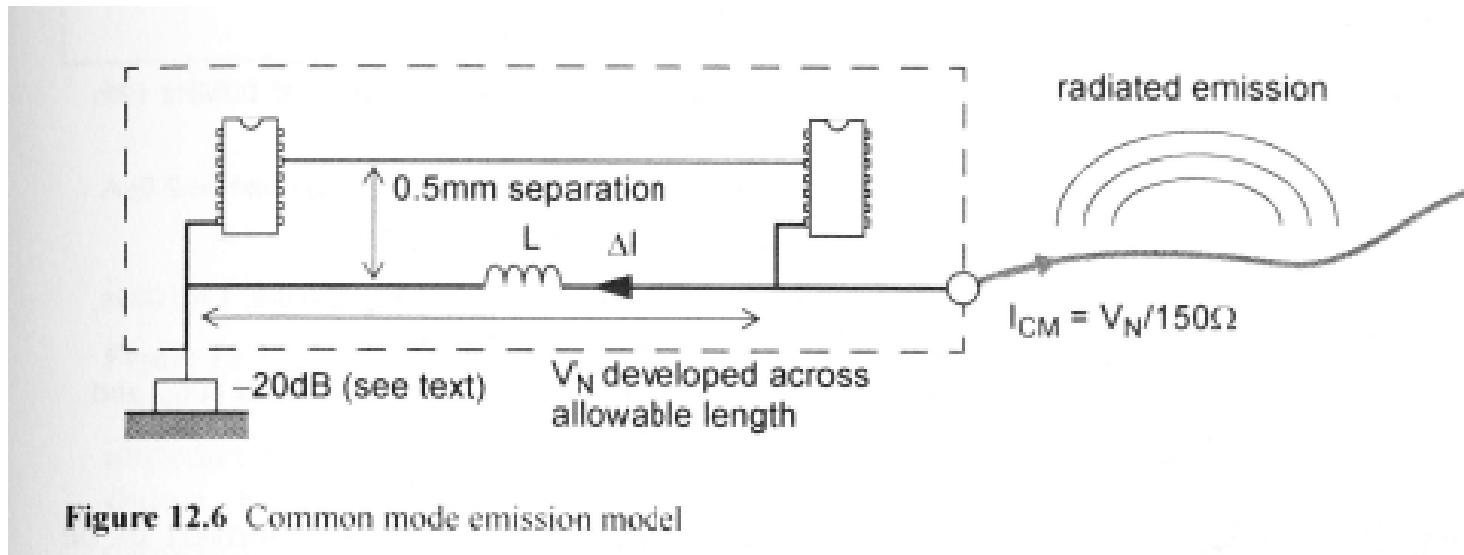 radiated emission
0.5mm separation
L
ΔI
I_CM = V_N/150Ω
–20dB (see text)
V_N developed across
allowable length
Figure 12.6 Common mode emission model